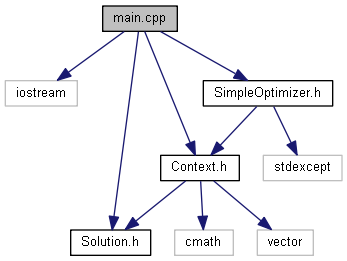 main.cpp
iostream
SimpleOptimizer.h
Context.h
stdexcept
Solution.h
cmath
vector